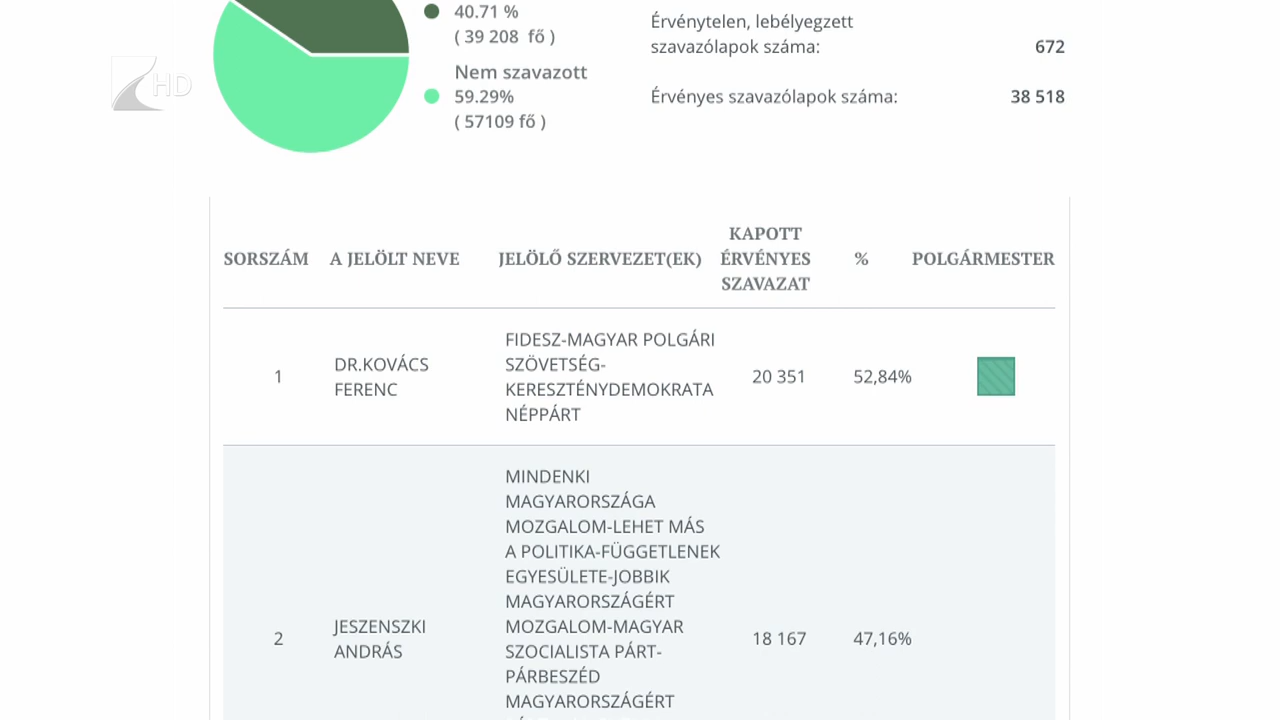 40.71 %
( 39 208 fő )
Nem szavazott
59.29%
( 57109 fő )
Érvénytelen, lebélyegzett
szavazólapok száma:
672
Érvényes szavazólapok száma:
38 518
HD
SORSZÁM
A JELÖLT NEVE
JELÖLŐ SZERVEZET(EK)
KAPOTT
ÉRVÉNYES
SZAVAZAT
%
POLGÁRMESTER
1
DR.KOVÁCS
FERENC
FIDESZ-MAGYAR POLGÁRI
SZÖVETSÉG-
KERESZTÉNYDEMOKRATA
NÉPPÁRT
20 351
52,84%
2
JESZENSZKI
ANDRÁS
MINDENKI
MAGYARORSZÁGA
MOZGALOM-LEHET MÁS
A POLITIKA-FÜGGETLENEK
EGYESÜLETE-JOBBIK
MAGYARORSZÁGÉRT
MOZGALOM-MAGYAR
SZOCIALISTA PÁRT-
PÁRBESZÉD
MAGYARORSZÁGÉRT
18 167
47,16%